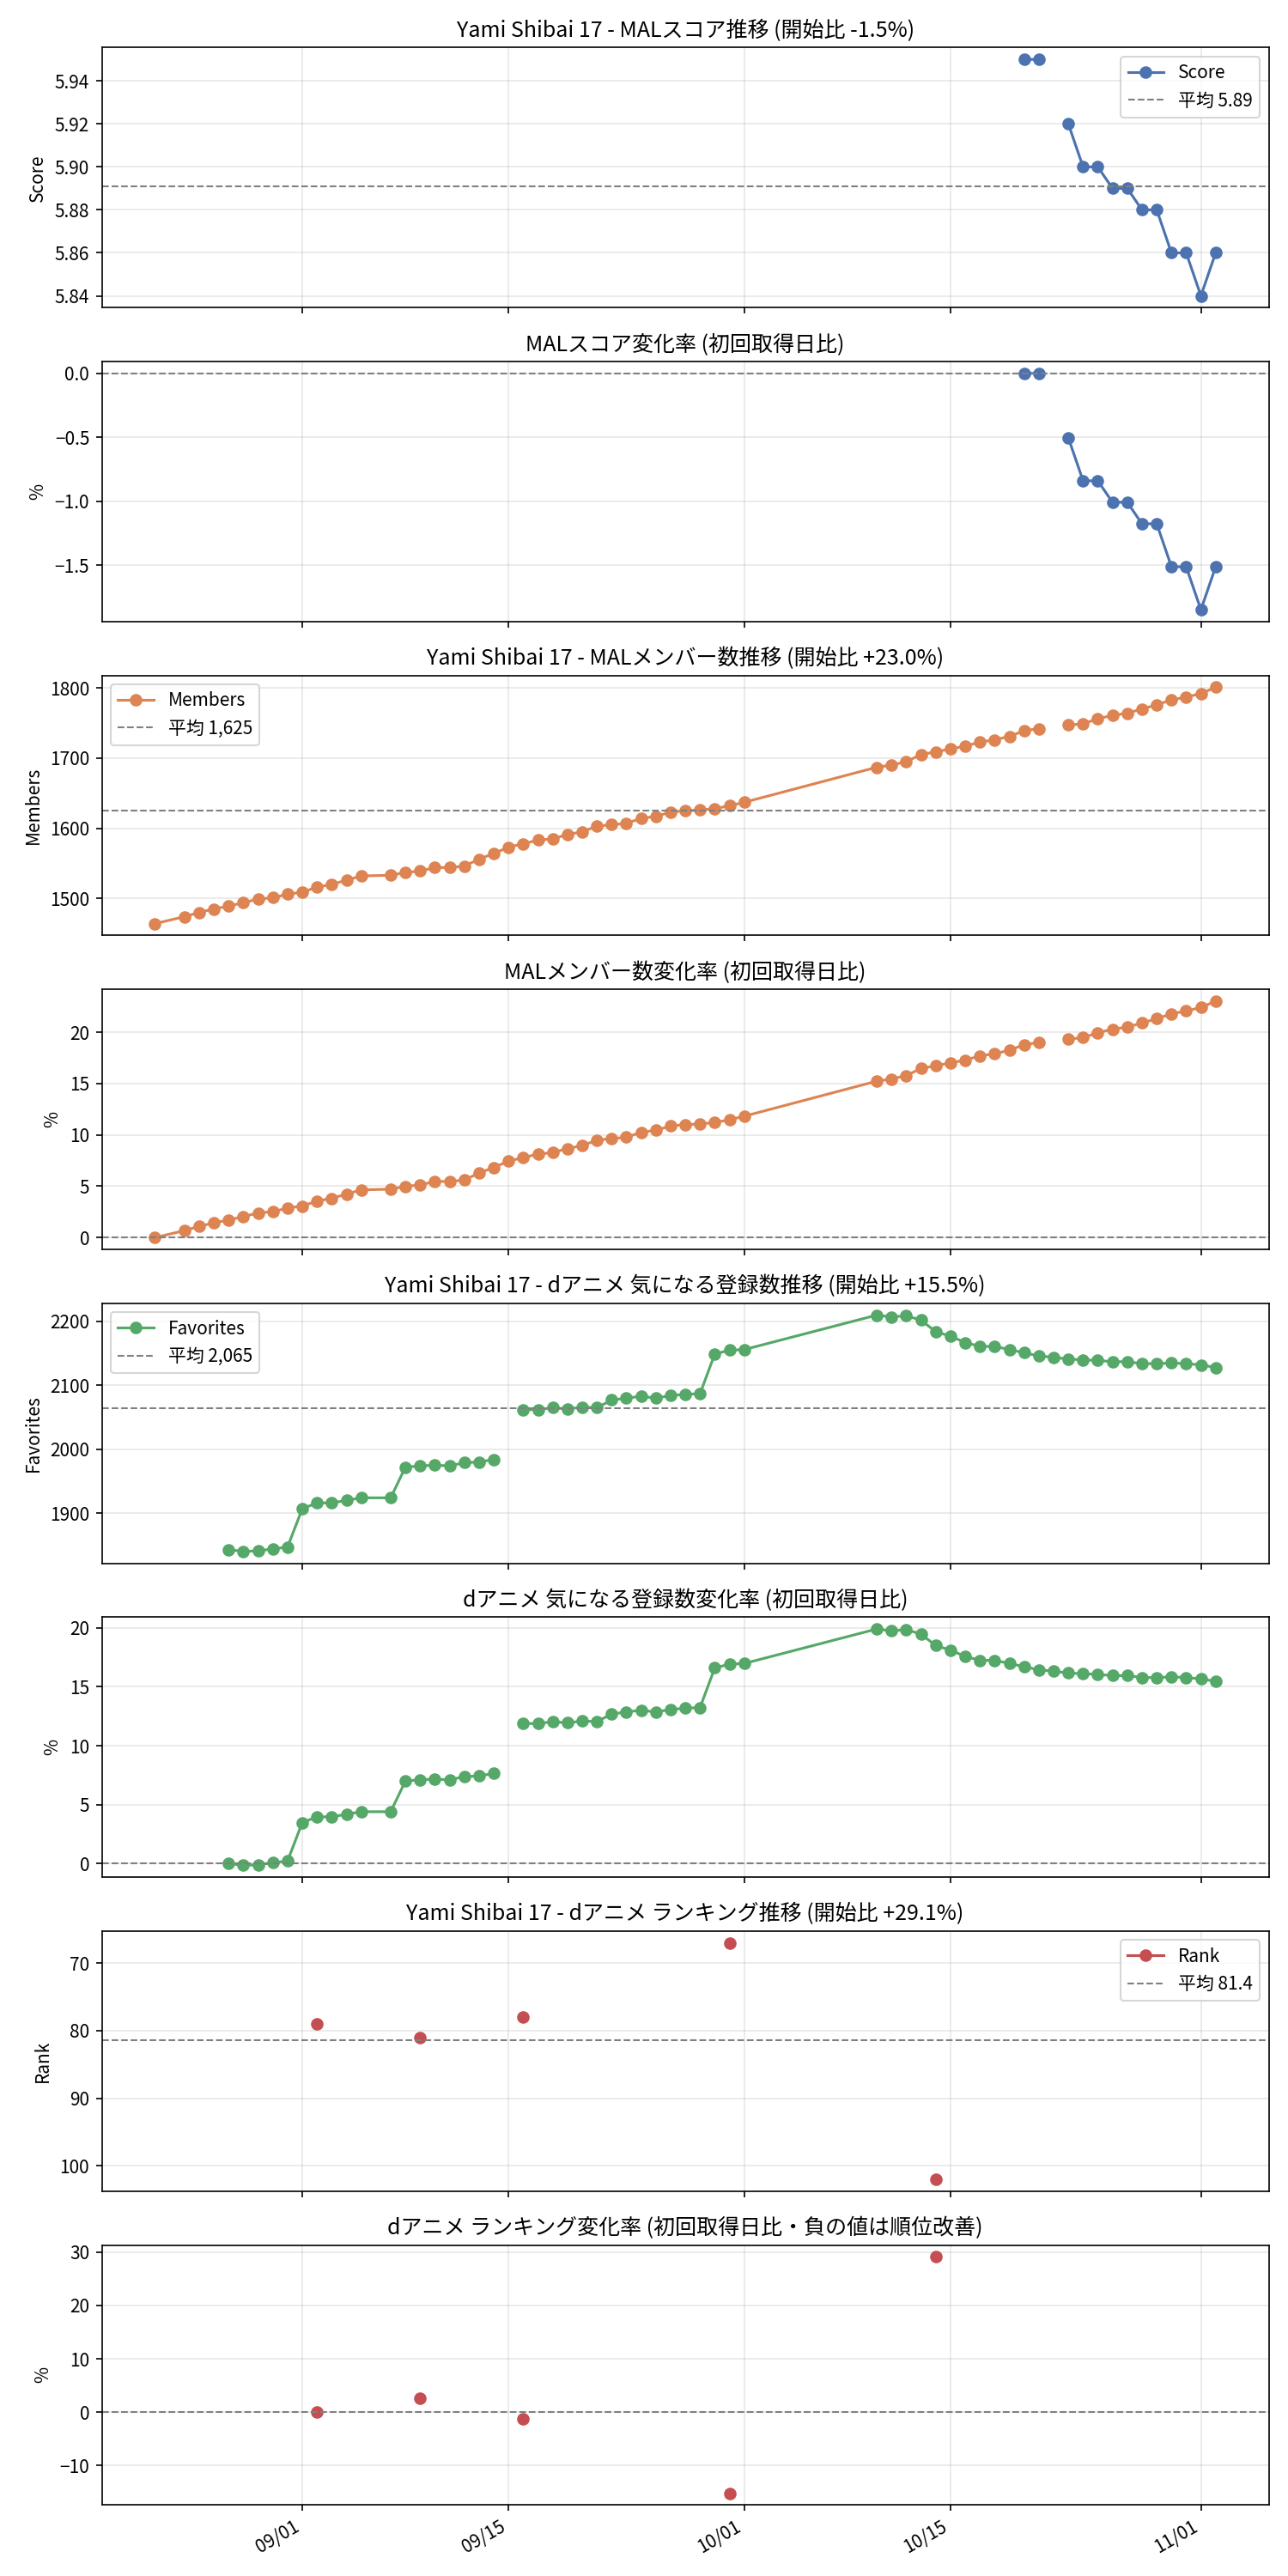 Yami Shibai 17 - MALスコア推移 (開始比 -1.5%)
Score
5.94
5.92
5.90
5.88
5.86
5.84
Score
平均 5.89
MALスコア変化率 (初回取得日比)
%
0.0
−0.5
−1.0
−1.5
Yami Shibai 17 - MALメンバー数推移 (開始比 +23.0%)
Members
1800
1700
1600
1500
Members
平均 1,625
MALメンバー数変化率 (初回取得日比)
%
20
15
10
5
0
Yami Shibai 17 - dアニメ 気になる登録数推移 (開始比 +15.5%)
Favorites
2200
2100
2000
1900
Favorites
平均 2,065
dアニメ 気になる登録数変化率 (初回取得日比)
%
20
15
10
5
0
Yami Shibai 17 - dアニメ ランキング推移 (開始比 +29.1%)
Rank
70
80
90
100
Rank
平均 81.4
dアニメ ランキング変化率 (初回取得日比・負の値は順位改善)
%
30
20
10
0
−10
09/01
09/15
10/01
10/15
11/01